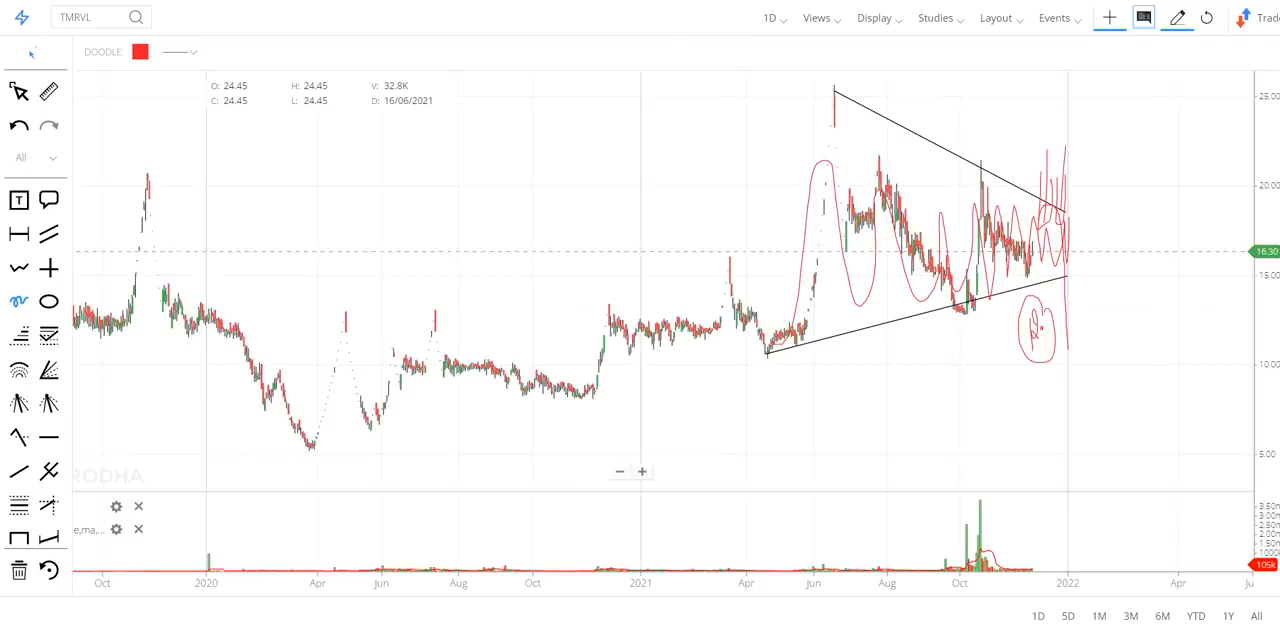 TMRVL
1D Views Display Studies Layout Events Trade
DOODLE:
O: 24.45 H: 24.45 V: 32.8K
C: 24.45 L: 24.45 D: 16/06/2021
All
T
25.00
20.00
16.30
15.00
10.00
5.00
RODHA
e,ma,...
3.50m
3.00m
2.50m
2.00m
1.50m
1000k
105k
Oct 2020 Apr Jun Aug Oct 2021 Apr Jun Aug Oct 2022 Apr Ju
1D 5D 1M 3M 6M YTD 1Y All